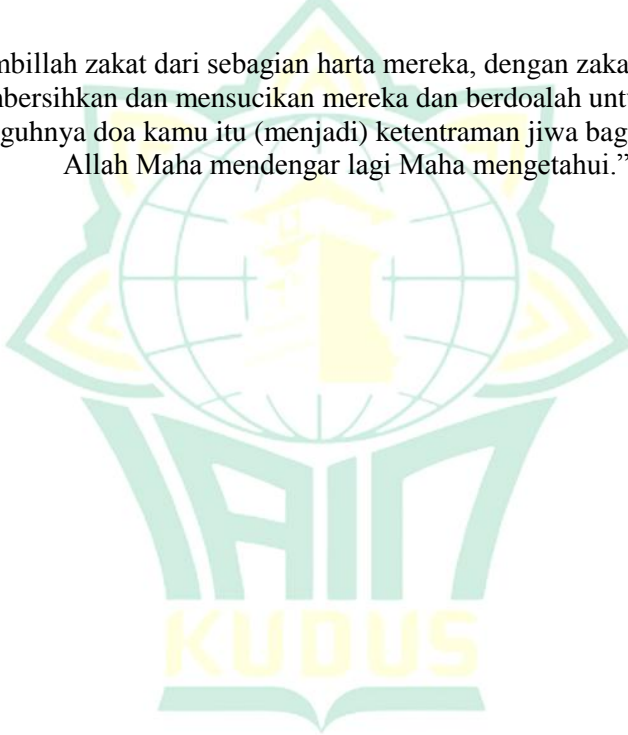 mbillah zakat dari sebagian harta mereka, dengan zaka
bersihkan dan mensucikan mereka dan berdoalah unt
guhnya doa kamu itu (menjadi) ketentraman jiwa bag
Allah Maha mendengar lagi Maha mengetahui.”
IAIN
KUDUS